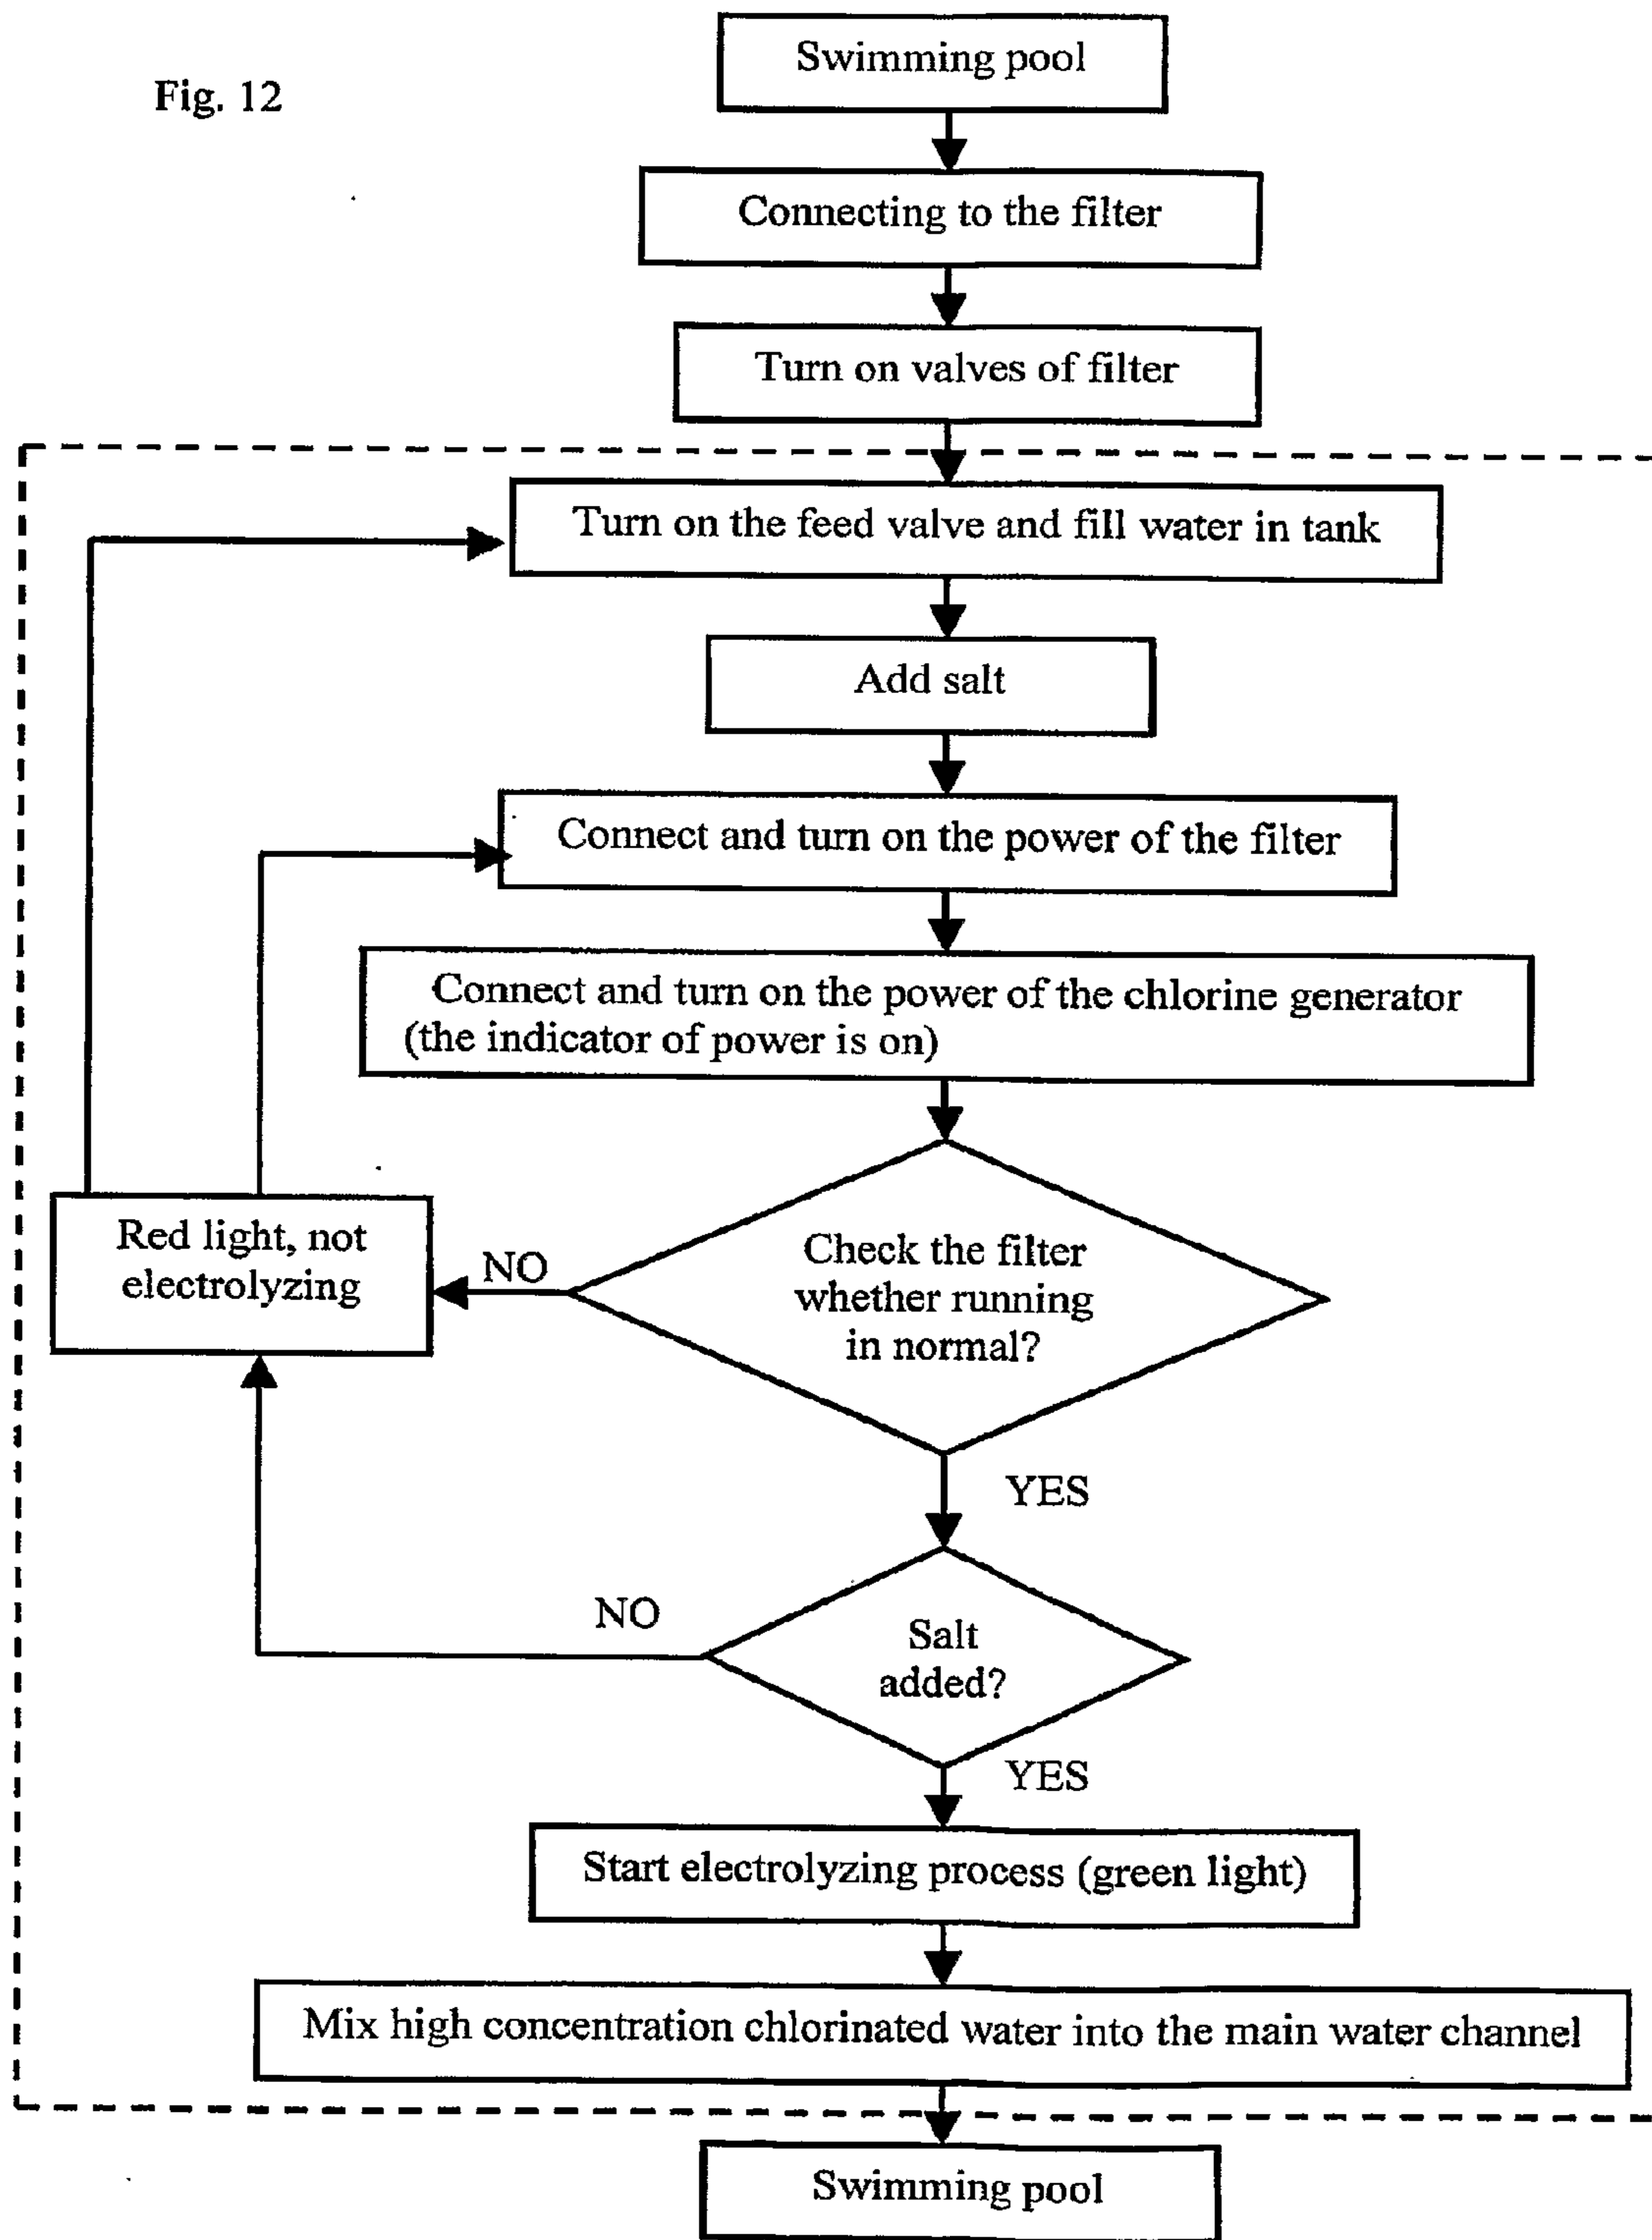 Fig. 12
Swimming pool
Connecting to the filter
Turn on valves of filter
Turn on the feed valve and fill water in tank
Add salt
Connect and turn on the power of the filter
Connect and turn on the power of the chlorine generator
(the indicator of power is on)
Check the filter
whether running
in normal?
NO
Red light, not
electrolyzing
YES
Salt
added?
NO
YES
Start electrolyzing process (green light)
Mix high concentration chlorinated water into the main water channel
Swimming pool